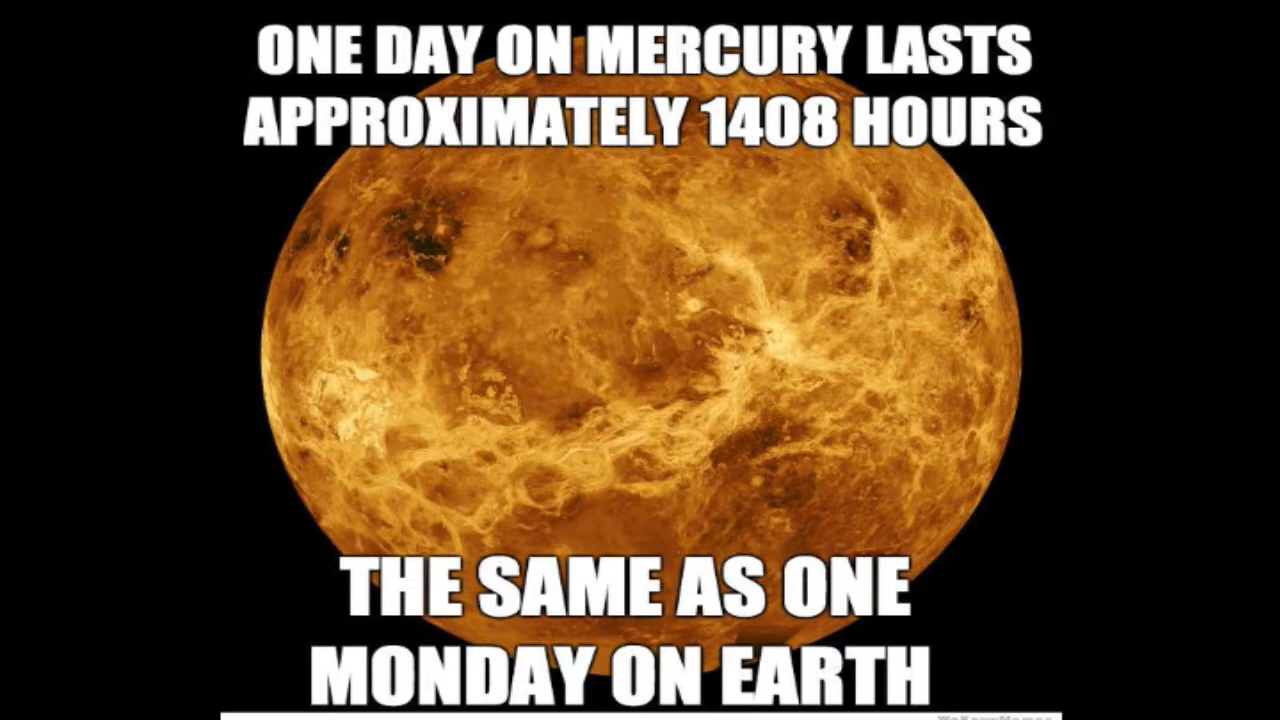 ONE DAY ON MERCURY LASTS
APPROXIMATELY 1408 HOURS
THE SAME AS ONE
MONDAY ON EARTH